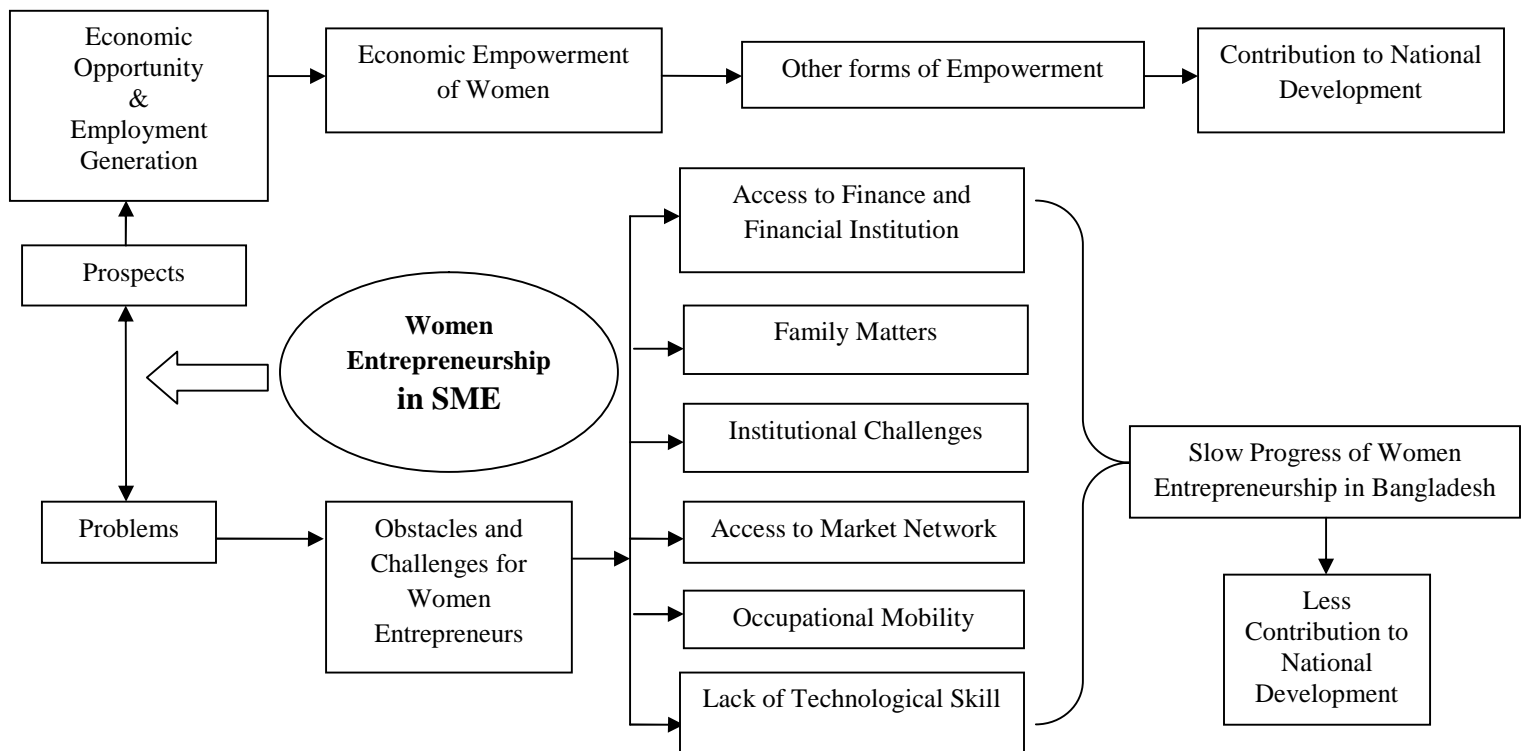 Economic
Opportunity
&
Employment
Generation
Economic Empowerment
of Women
Other forms of Empowerment
Contribution to National
Development
Prospects
Women
Entrepreneurship
in SME
Problems
Obstacles and
Challenges for
Women
Entrepreneurs
Access to Finance and
Financial Institution
Family Matters
Institutional Challenges
Access to Market Network
Occupational Mobility
Lack of Technological Skill
Slow Progress of Women
Entrepreneurship in Bangladesh
Less
Contribution to
National
Development